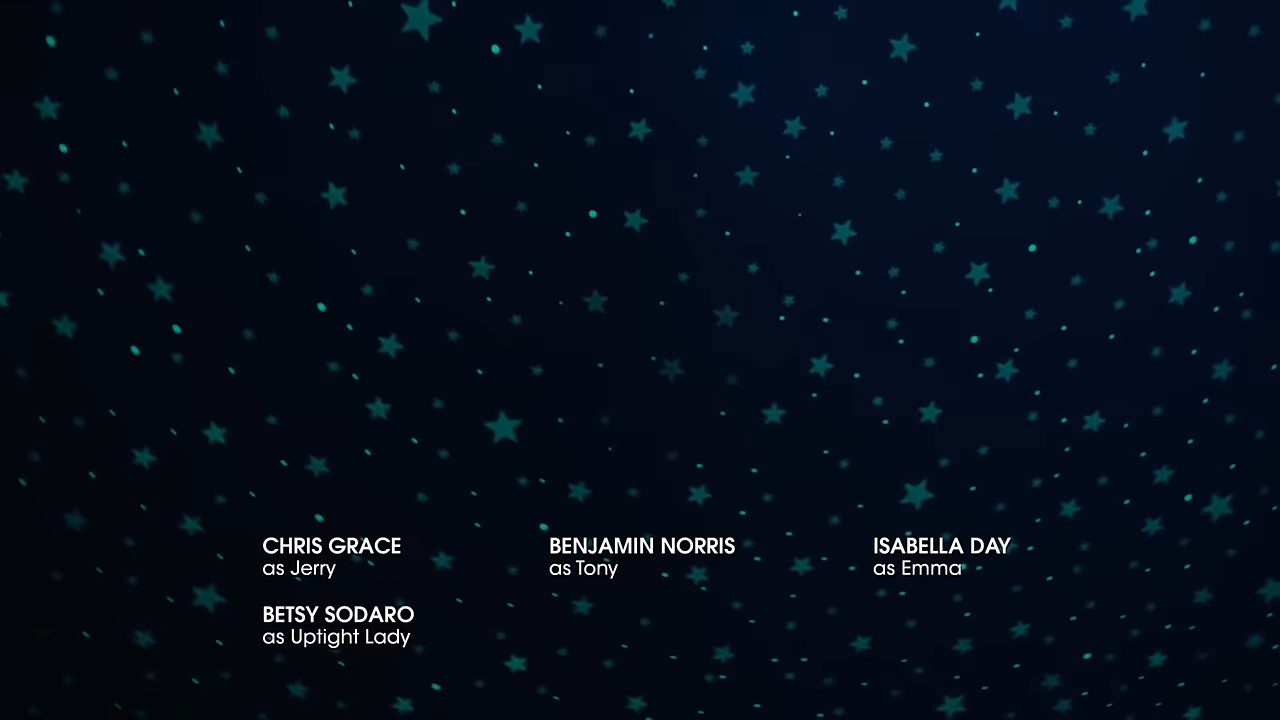 CHRIS GRACE
as Jerry
BENJAMIN NORRIS
as Tony
ISABELLA DAY
as Emma
BETSY SODARO
as Uptight Lady